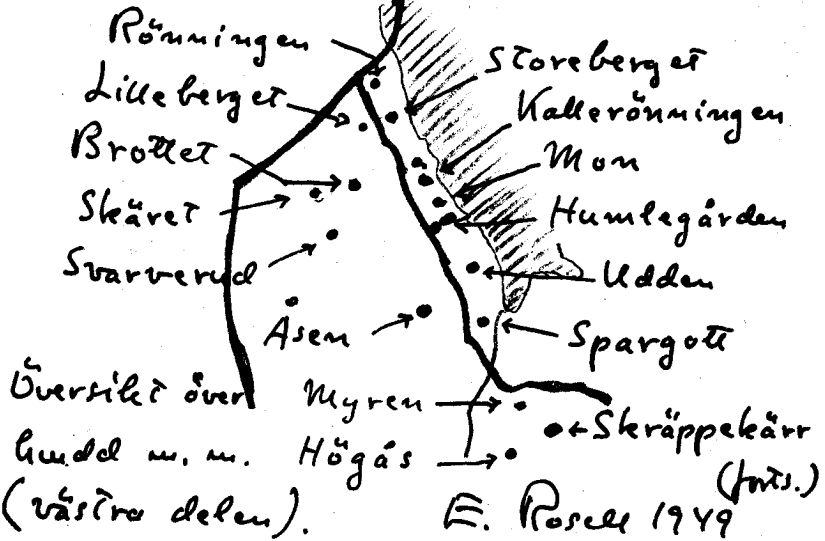 Rönningen
Lilleberget
Brottet
Skäret
Svarverud
Åsen
Storeberget
Kallerönningen
Mon
Humlegården
Udden
Spargott
Myren
Högås
Skräppekärr
(forts.)
Översikt över
m. m.
(västra delen).
E. Rosell 1949